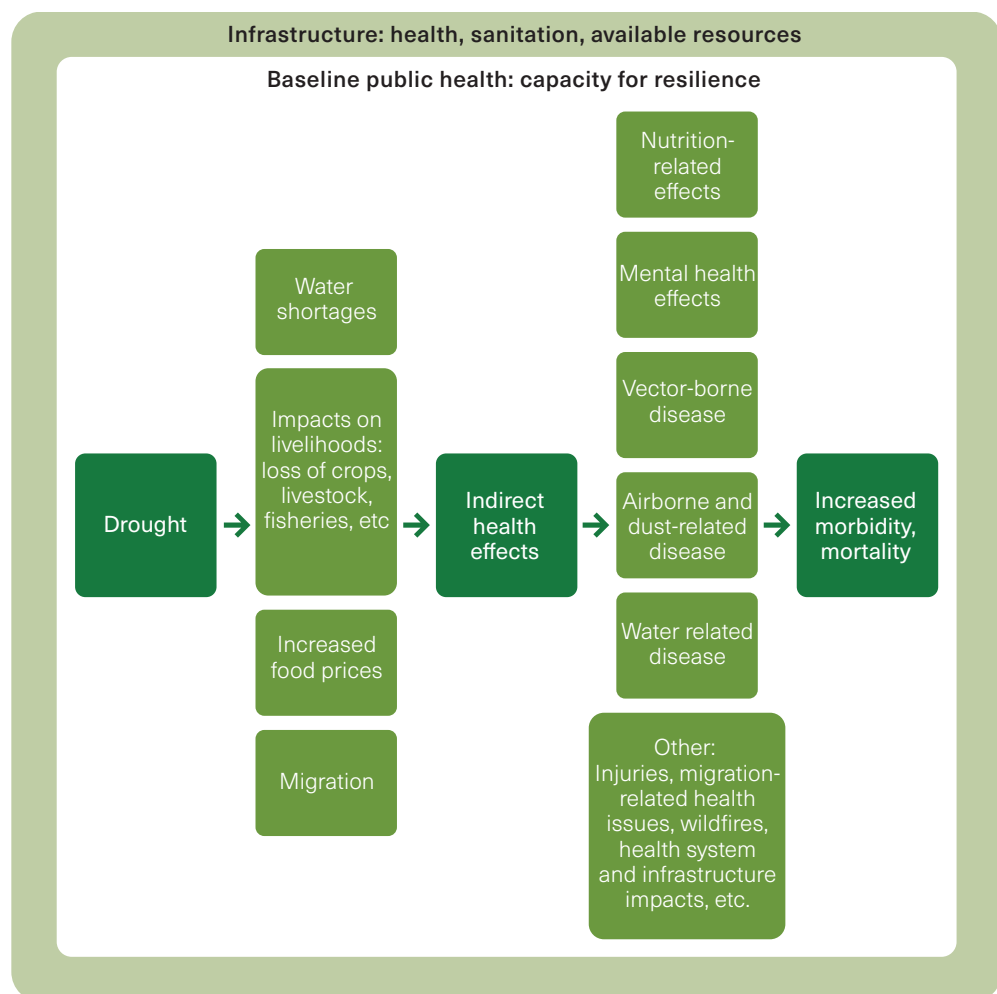 Infrastructure: health, sanitation, available resources
Baseline public health: capacity for resilience
Drought
Water
shortages
Impacts on
livelihoods:
loss of crops,
livestock,
fisheries, etc
Increased
food prices
Migration
Indirect
health
effects
Nutrition-
related
effects
Mental health
effects
Vector-borne
disease
Airborne and
dust-related
disease
Water related
disease
Other:
Injuries, migration-
related health
issues, wildfires,
health system
and infrastructure
impacts, etc.
Increased
morbidity,
mortality